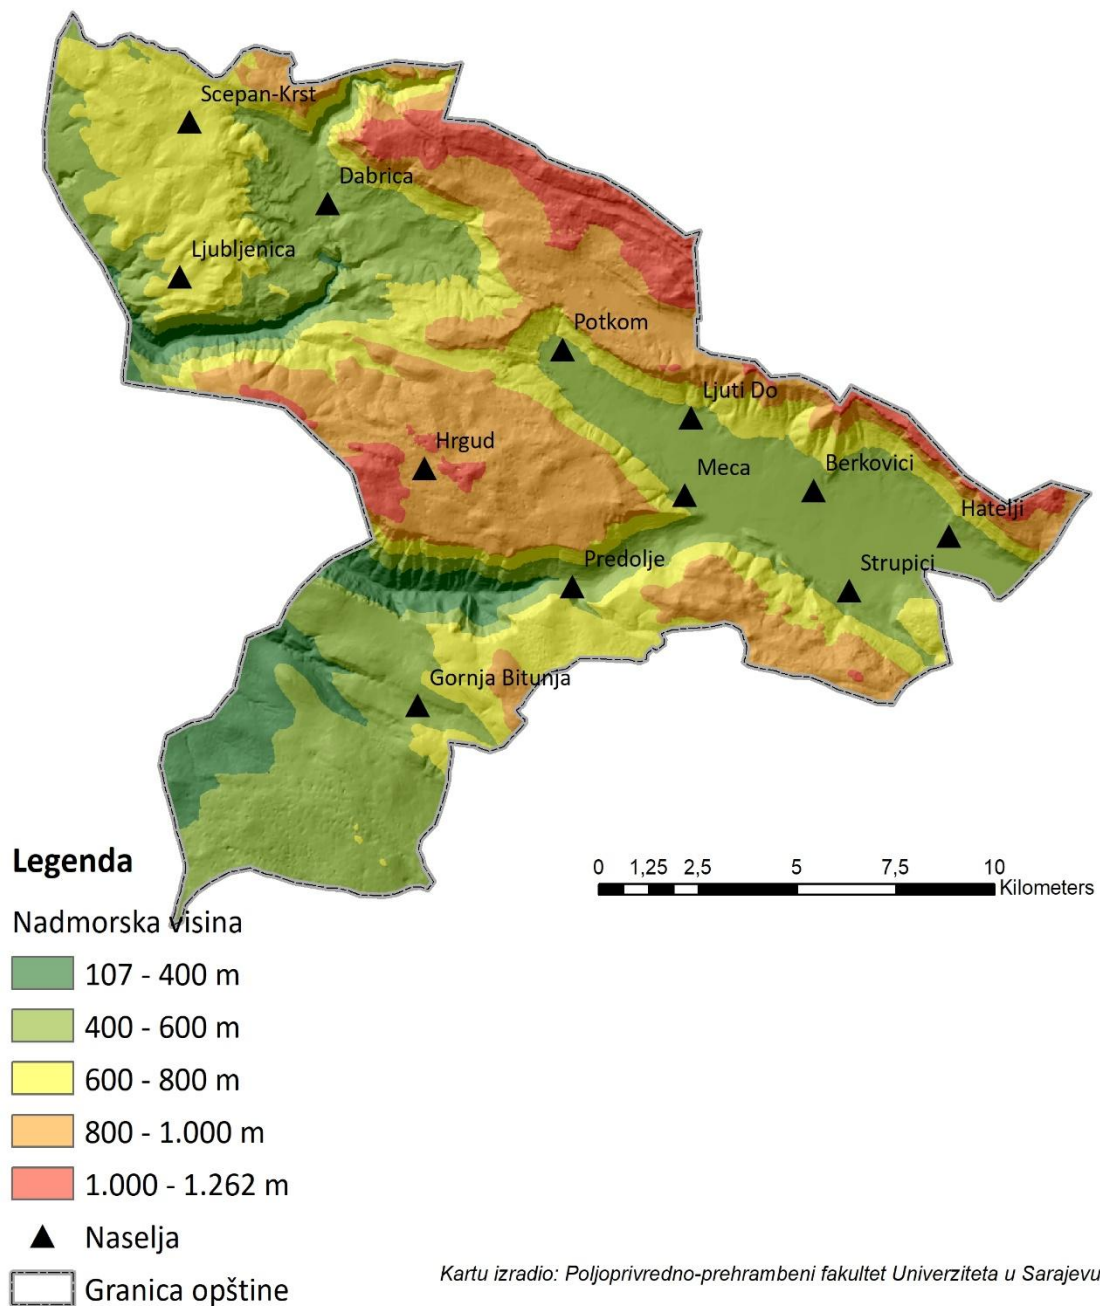 Scepan-Krst
Dabrica
Ljubljenica
Potkom
Ljuti Do
Hrgud
Meca
Berkovici
Hatelji
Predolje
Strupici
Gornja Bitunja
Legenda
Nadmorska visina
107 - 400 m
400 - 600 m
600 - 800 m
800 - 1.000 m
1.000 - 1.262 m
Naselja
Granica opštine
0 1,25 2,5 5 7,5 10
Kilometers
Kartu izradio: Poljoprivredno-prehrambeni fakultet Univerziteta u Sarajevu